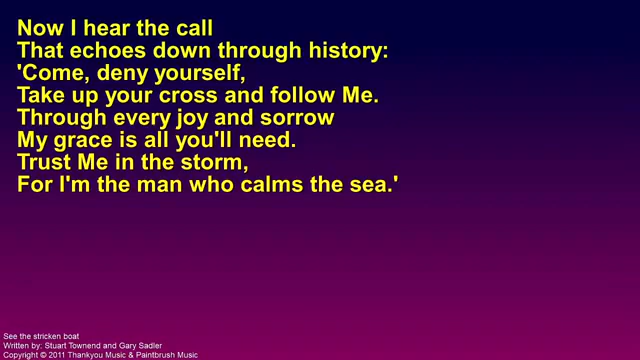 Now I hear the call
That echoes down through history:
'Come, deny yourself,
Take up your cross and follow Me.
Through every joy and sorrow
My grace is all you'll need.
Trust Me in the storm,
For I'm the man who calms the sea.'
See the stricken boat
Written by: Stuart Townend and Gary Sadler
Copyright © 2011 Thankyou Music & Paintbrush Music